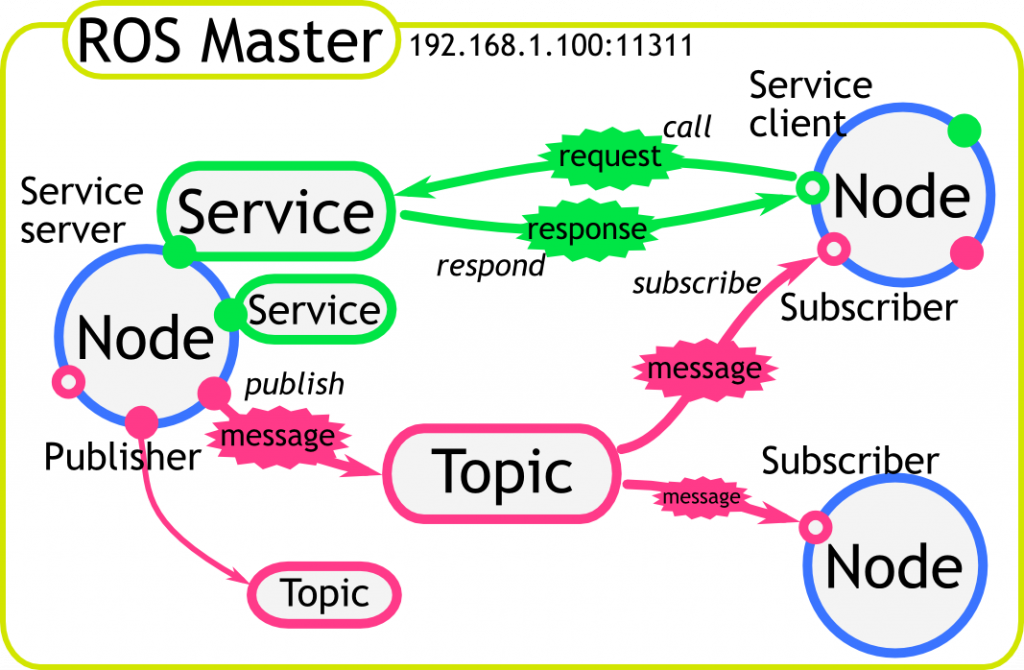 ROS Master
192.168.1.100:11311
Service
client
call
request
Service
server
Service
Node
response
respond
subscribe
Service
Subscriber
Node
publish
message
message
Publisher
Topic
Subscriber
message
Node
Topic